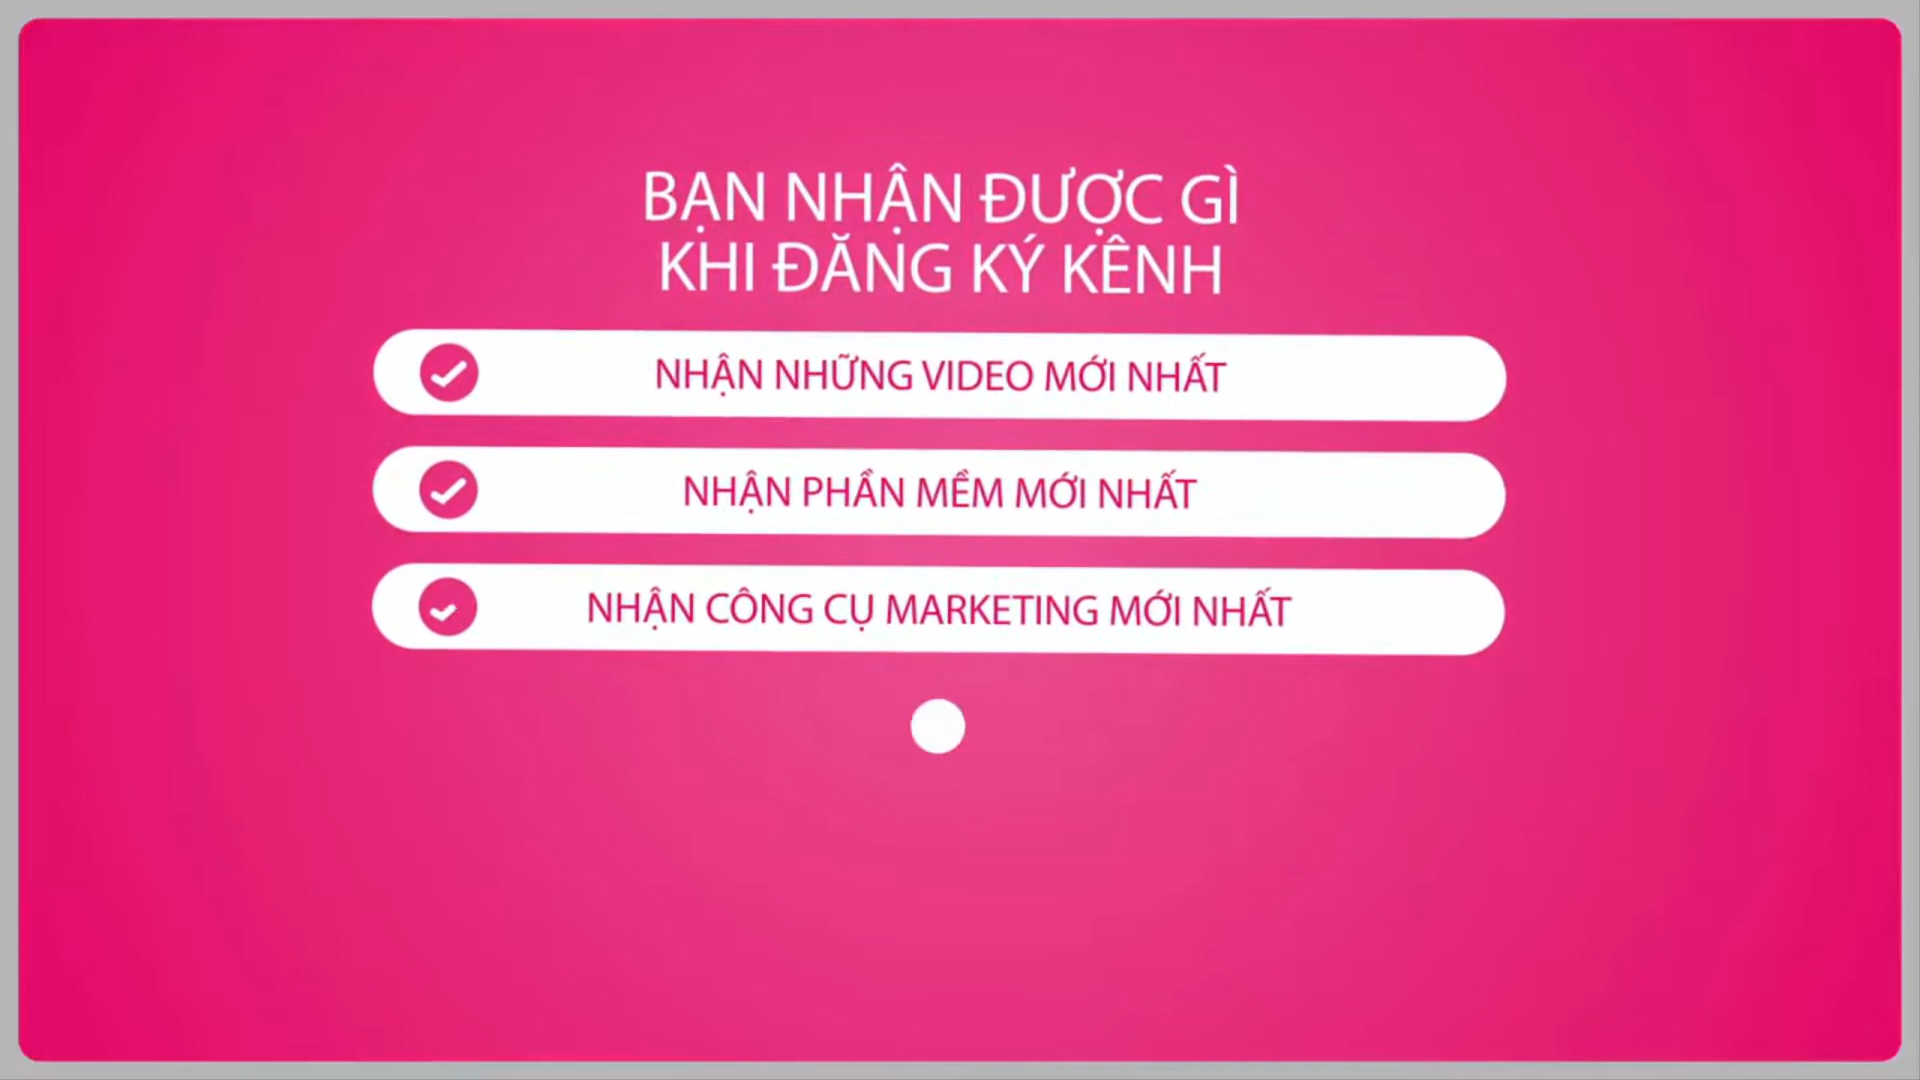 BẠN NHẬN ĐƯỢC GÌ
KHI ĐĂNG KÝ KÊNH
NHẬN NHỮNG VIDEO MỚI NHẤT
NHẬN PHẦN MỀM MỚI NHẤT
NHẬN CÔNG CỤ MARKETING MỚI NHẤT